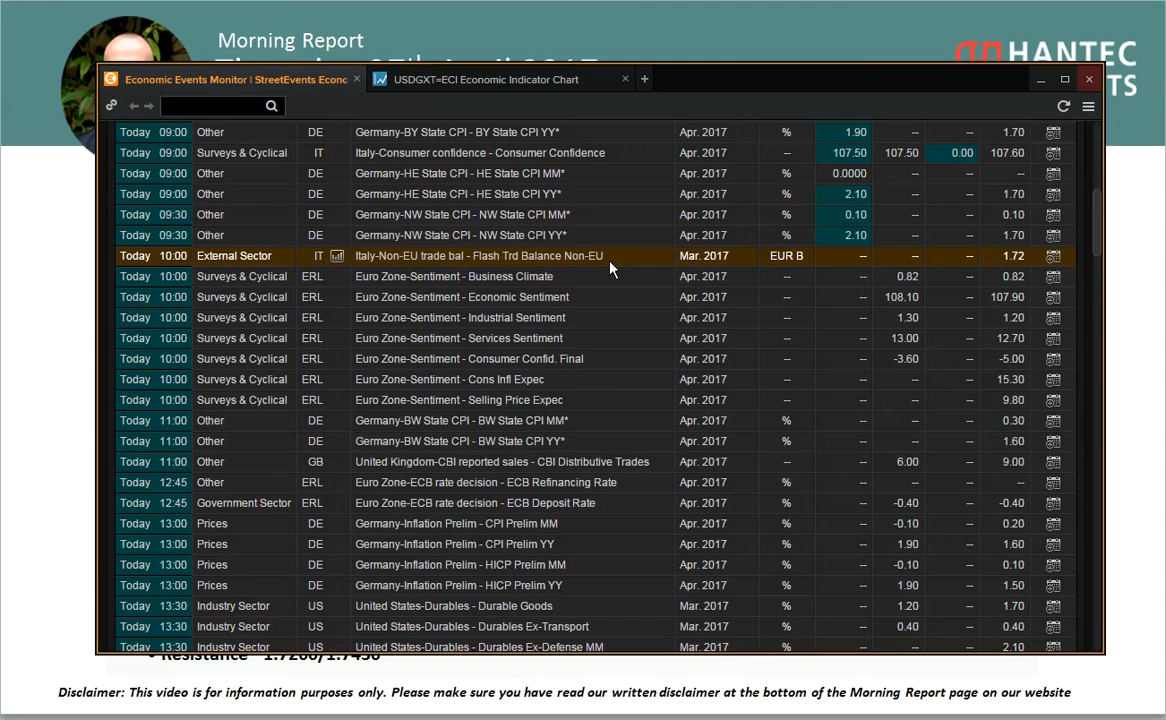 Morning Report
HANTEC
Economic Events Monitor | StreetEvents Econc
USDGXT=ECI Economic Indicator Chart
Today 09:00 Other DE Germany-BY State CPI - BY State CPI YY* Apr. 2017 % 1.90 -- -- 1.70
Today 09:00 Surveys & Cyclical IT Italy-Consumer confidence - Consumer Confidence Apr. 2017 -- 107.50 107.50 0.00 107.60
Today 09:00 Other DE Germany-HE State CPI - HE State CPI MM* Apr. 2017 % 0.0000 -- -- --
Today 09:00 Other DE Germany-HE State CPI - HE State CPI YY* Apr. 2017 % 2.10 -- -- 1.70
Today 09:30 Other DE Germany-NW State CPI - NW State CPI MM* Apr. 2017 % 0.10 -- -- 0.10
Today 09:30 Other DE Germany-NW State CPI - NW State CPI YY* Apr. 2017 % 2.10 -- -- 1.70
Today 10:00 External Sector IT Italy-Non-EU trade bal - Flash Trd Balance Non-EU Mar. 2017 EUR B -- -- -- 1.72
Today 10:00 Surveys & Cyclical ERL Euro Zone-Sentiment - Business Climate Apr. 2017 -- -- 0.82 -- 0.82
Today 10:00 Surveys & Cyclical ERL Euro Zone-Sentiment - Economic Sentiment Apr. 2017 -- -- 108.10 -- 107.90
Today 10:00 Surveys & Cyclical ERL Euro Zone-Sentiment - Industrial Sentiment Apr. 2017 -- -- 1.30 -- 1.20
Today 10:00 Surveys & Cyclical ERL Euro Zone-Sentiment - Services Sentiment Apr. 2017 -- -- 13.00 -- 12.70
Today 10:00 Surveys & Cyclical ERL Euro Zone-Sentiment - Consumer Confid. Final Apr. 2017 -- -- -3.60 -- -5.00
Today 10:00 Surveys & Cyclical ERL Euro Zone-Sentiment - Cons Infl Expec Apr. 2017 -- -- -- -- 15.30
Today 10:00 Surveys & Cyclical ERL Euro Zone-Sentiment - Selling Price Expec Apr. 2017 -- -- -- -- 9.80
Today 11:00 Other DE Germany-BW State CPI - BW State CPI MM* Apr. 2017 % -- -- -- 0.30
Today 11:00 Other DE Germany-BW State CPI - BW State CPI YY* Apr. 2017 % -- -- -- 1.60
Today 11:00 Other GB United Kingdom-CBI reported sales - CBI Distributive Trades Apr. 2017 -- -- 6.00 -- 9.00
Today 12:45 Other ERL Euro Zone-ECB rate decision - ECB Refinancing Rate Apr. 2017 % -- -- -- --
Today 12:45 Government Sector ERL Euro Zone-ECB rate decision - ECB Deposit Rate Apr. 2017 % -- -0.40 -- -0.40
Today 13:00 Prices DE Germany-Inflation Prelim - CPI Prelim MM Apr. 2017 % -- -0.10 -- 0.20
Today 13:00 Prices DE Germany-Inflation Prelim - CPI Prelim YY Apr. 2017 % -- 1.90 -- 1.60
Today 13:00 Prices DE Germany-Inflation Prelim - HICP Prelim MM Apr. 2017 % -- -0.10 -- 0.10
Today 13:00 Prices DE Germany-Inflation Prelim - HICP Prelim YY Apr. 2017 % -- 1.90 -- 1.50
Today 13:30 Industry Sector US United States-Durables - Durable Goods Mar. 2017 % -- 1.20 -- 1.70
Today 13:30 Industry Sector US United States-Durables - Durables Ex-Transport Mar. 2017 % -- 0.40 -- 0.40
Today 13:30 Industry Sector US United States-Durables - Durables Ex-Defense MM Mar. 2017 % -- -- -- 2.10
Disclaimer: This video is for information purposes only. Please make sure you have read our written disclaimer at the bottom of the Morning Report page on our website